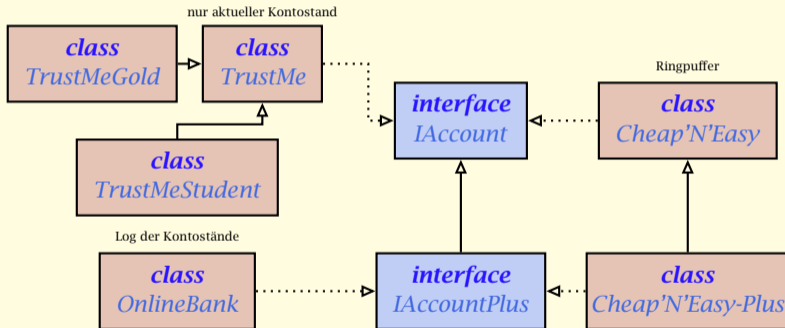 nur aktueller Kontostand
class
TrustMeGold
class
TrustMe
Ringpuffer
interface
IAccount
class
Cheap'N'Easy
class
TrustMeStudent
Log der Kontostände
class
OnlineBank
interface
IAccountPlus
class
Cheap'N'Easy-Plus